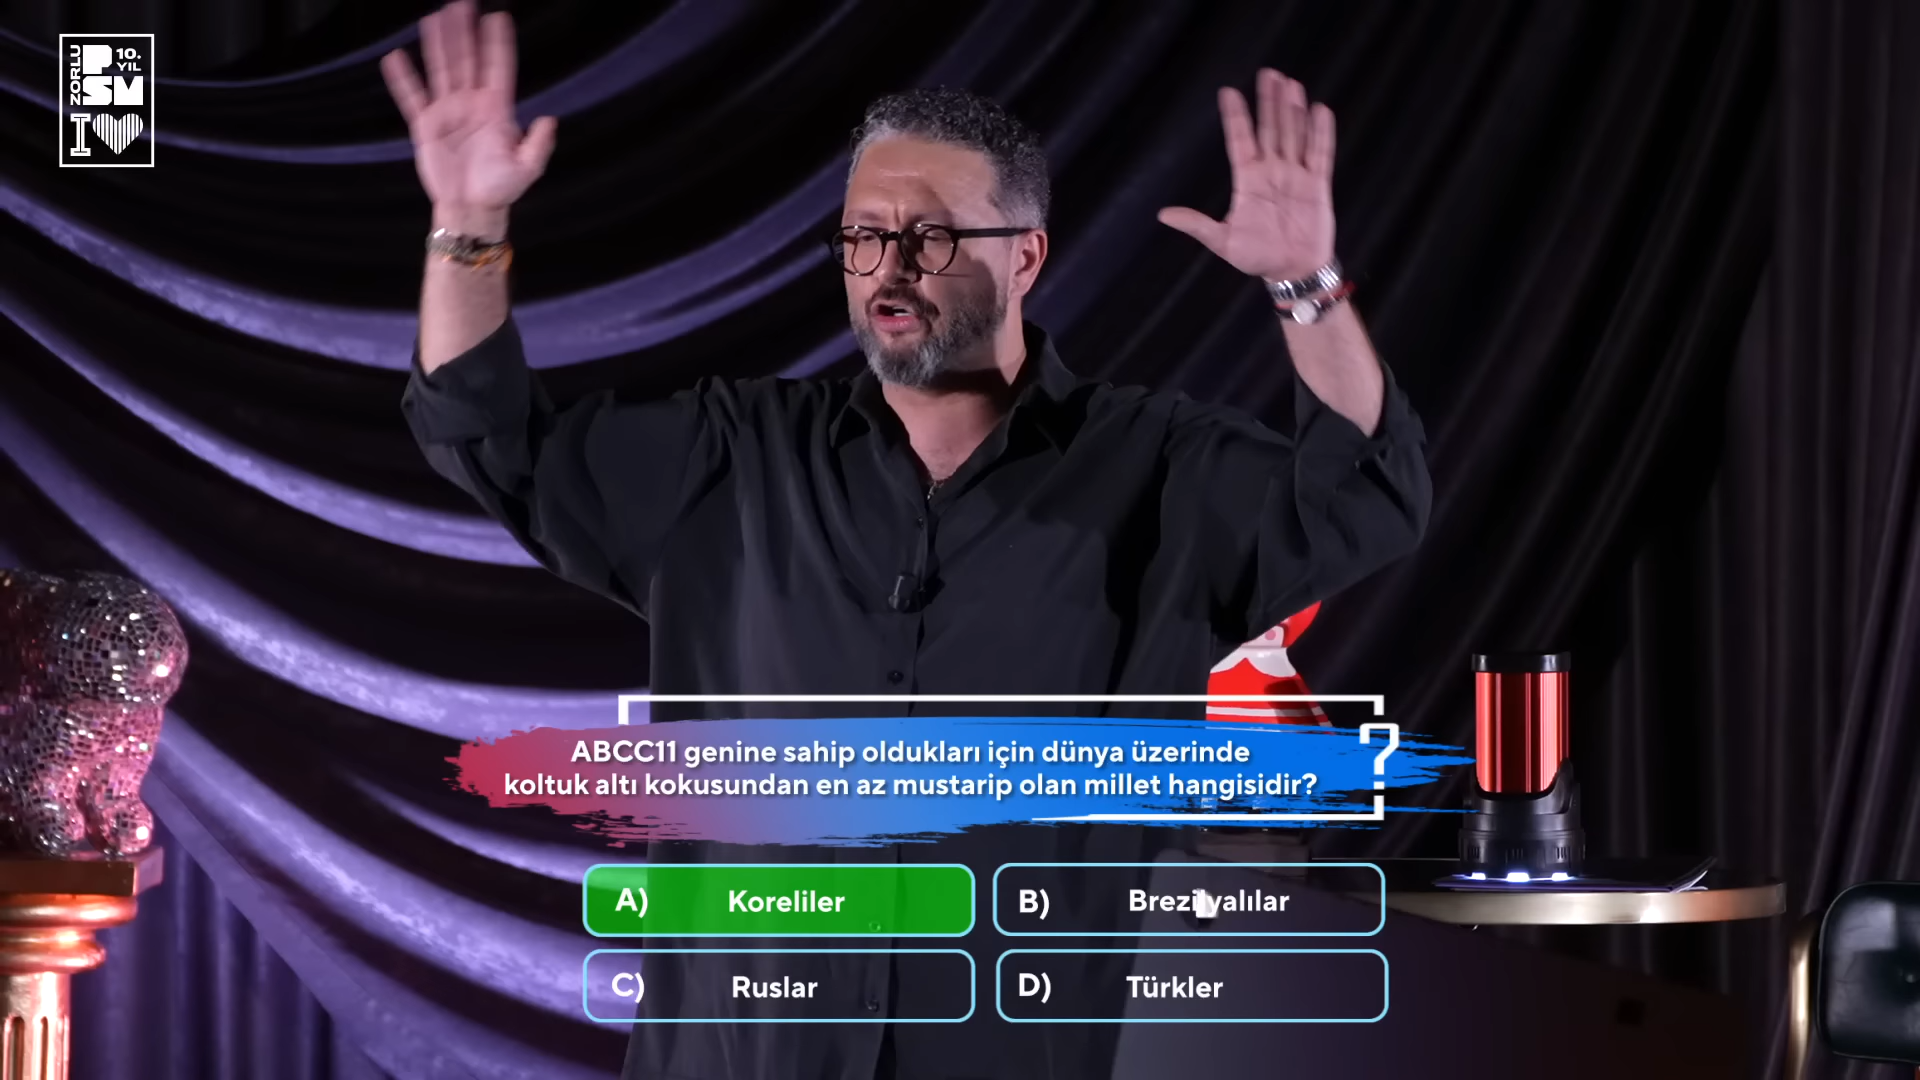 ZORLU
PSM
10.
YIL
I
ABCC11 genine sahip oldukları için dünya üzerinde
koltuk altı kokusundan en az mustarip olan millet hangisidir?
?
A) Koreliler
B) Brezilyalılar
C) Ruslar
D) Türkler